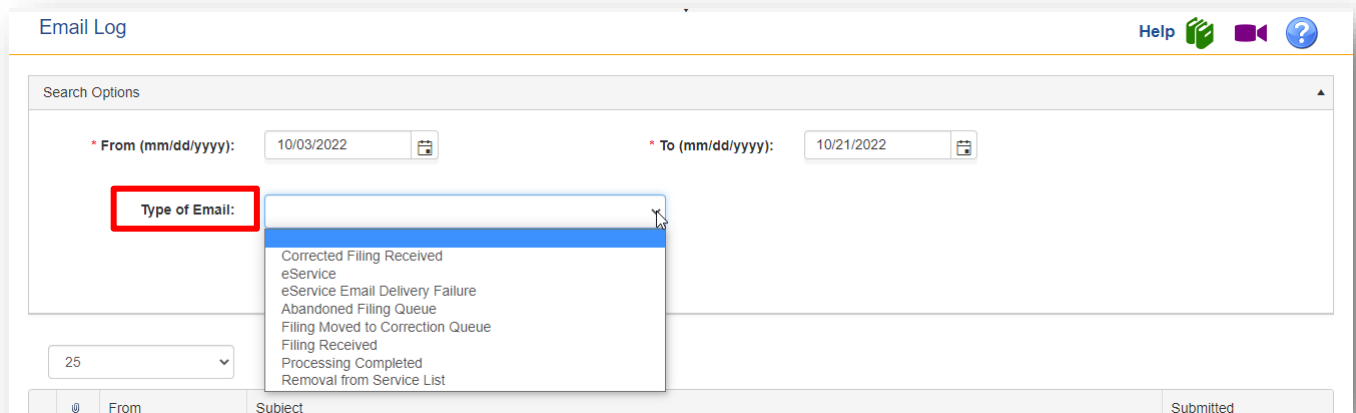 Email Log
Help
Search Options
* From (mm/dd/yyyy): 10/03/2022 * To (mm/dd/yyyy): 10/21/2022
Type of Email:
Corrected Filing Received
eService
eService Email Delivery Failure
Abandoned Filing Queue
Filing Moved to Correction Queue
Filing Received
Processing Completed
Removal from Service List
25
From Subject Submitted